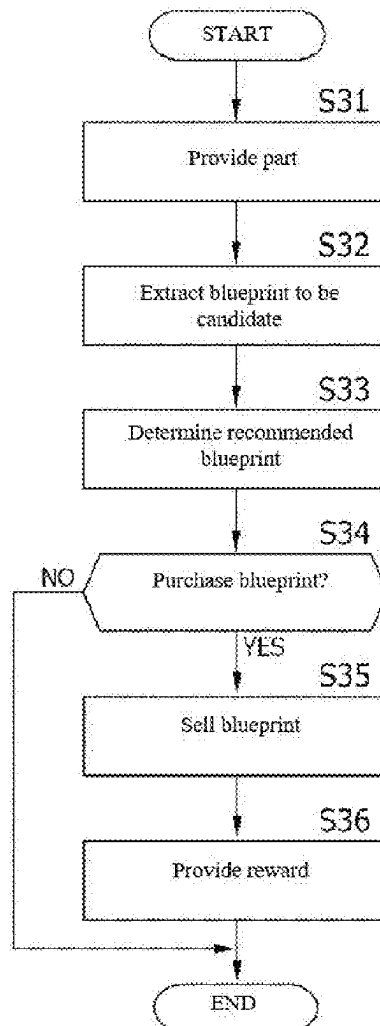 START
S31
Provide part
S32
Extract blueprint to be
candidate
S33
Determine recommended
blueprint
S34
NO
Purchase blueprint?
YES
S35
Sell blueprint
S36
Provide reward
END